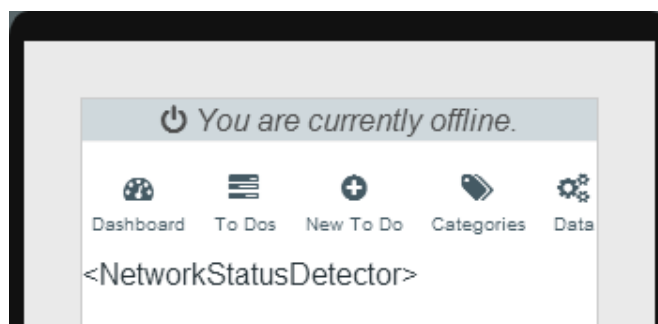 You are currently offline.
Dashboard To Dos New To Do Categories Data
<NetworkStatusDetector>